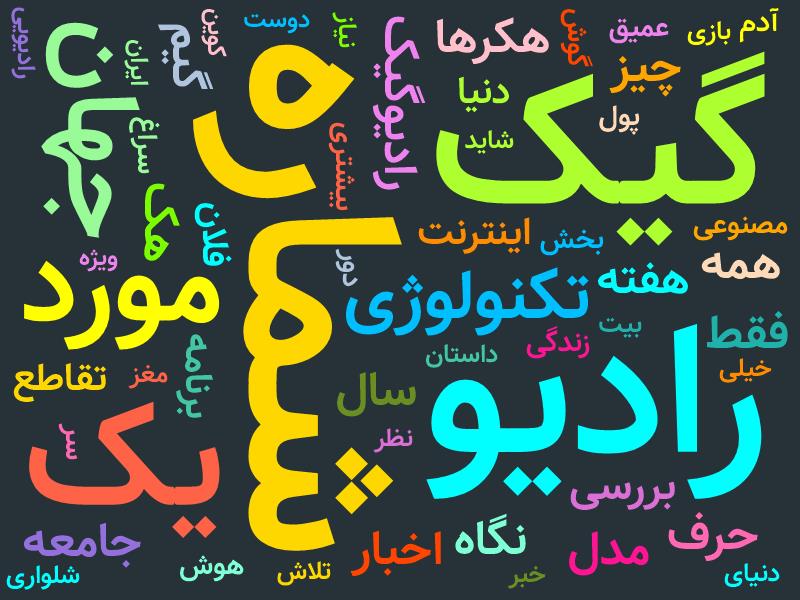 آدم بازی
عمیق
گوش
هکرها
رادیوگیک
نیاز
دوست
کوین
گیم
ایران
جهان
رادیویی
چیز
گیک
دنیا
پول
شاید
شماره
بیشتری
سراغ
هک
فلان
مصنوعی
بخش
اینترنت
همه
هفته
دور
ویژه
تکنولوژی
مورد
فقط
بیت
زندگی
داستان
خیلی
رادیو
برنامه
مغز
تقاطع
سال
نظر
سر
یک
بررسی
حرف
مدل
نگاه
اخبار
جامعه
هوش
تلاش
خبر
دنیای
شلواری